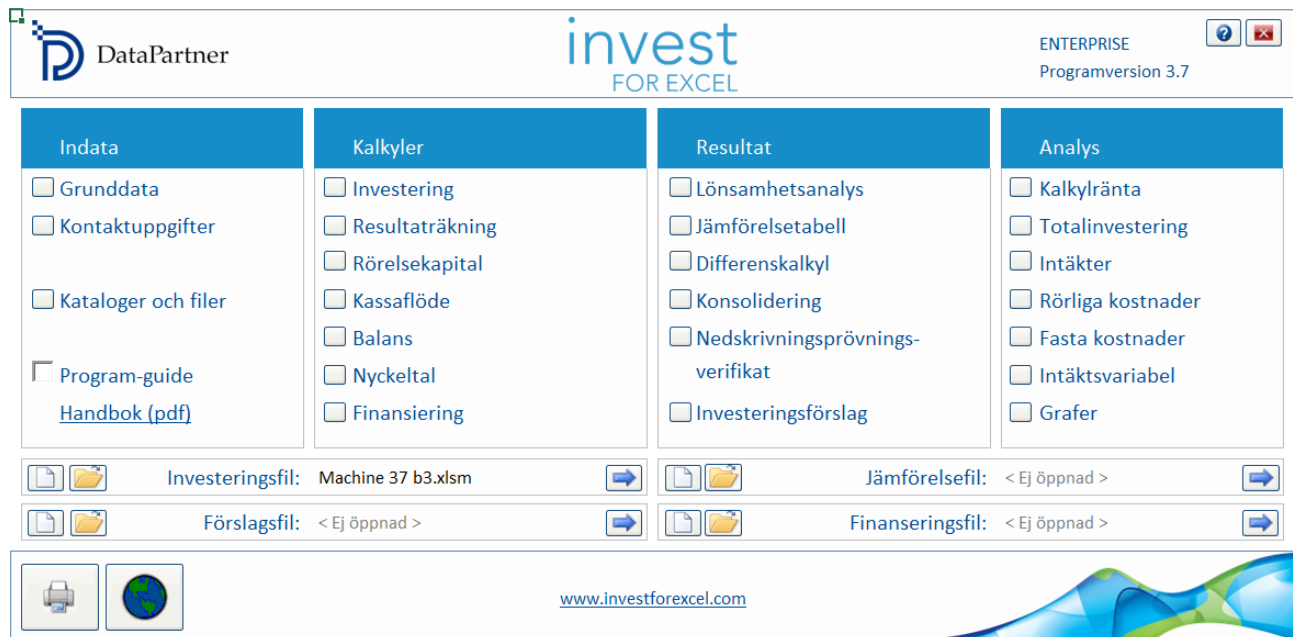 DataPartner
invest
FOR EXCEL
ENTERPRISE
Programversion 3.7
Indata
Grunddata
Kontaktuppgifter
Kataloger och filer
Program-guide
Handbok (pdf)
Kalkyler
Investering
Resultaträkning
Rörelsekapital
Kassaflöde
Balans
Nyckeltal
Finansiering
Resultat
Lönsamhetsanalys
Jämförelsetabell
Differenskalkyl
Konsolidering
Nedskrivningsprövnings-
verifikat
Investeringsförslag
Analys
Kalkylränta
Totalinvestering
Intäkter
Rörliga kostnader
Fasta kostnader
Intäktsvariabel
Grafer
Investeringsfil: Machine 37 b3.xlsm
Jämförelsefil: < Ej öppnad >
Förslagsfil: < Ej öppnad >
Finanseringsfil: < Ej öppnad >
www.investforexcel.com